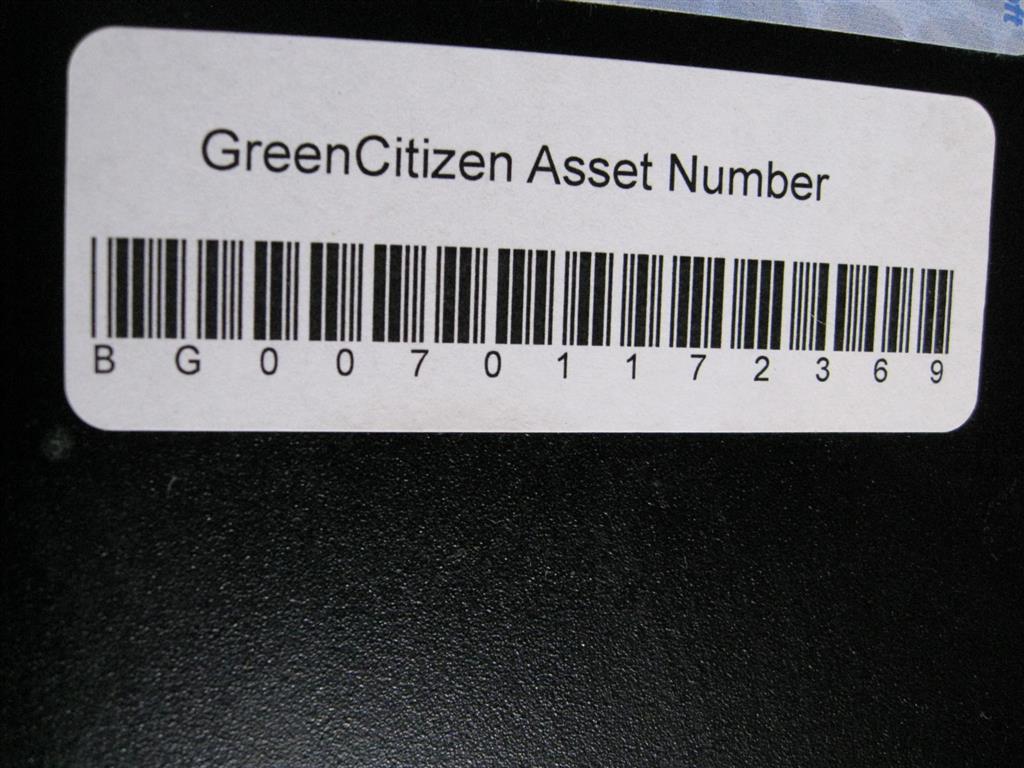 GreenCitizen Asset Number
B G 0 0 7 0 1 1 7 2 3 6 9